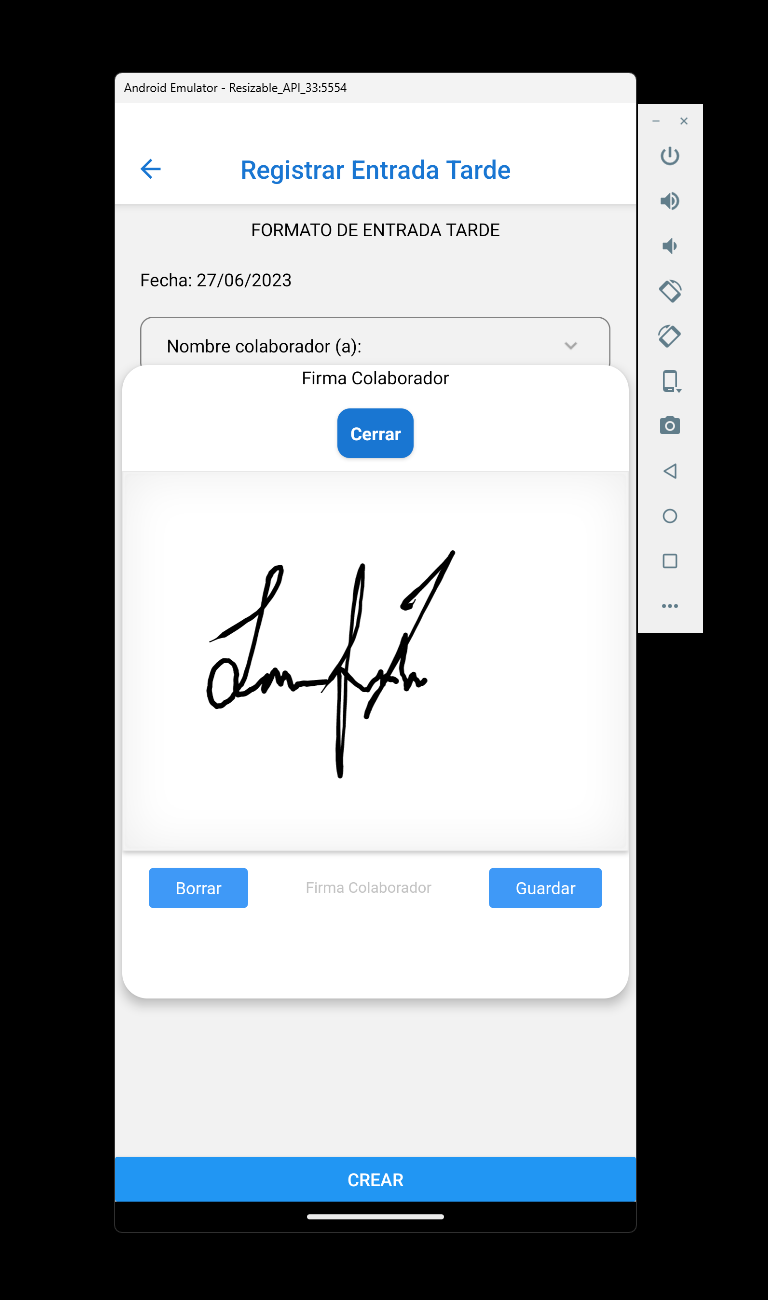 Android Emulator - Resizable_API_33:5554
Registrar Entrada Tarde
FORMATO DE ENTRADA TARDE
Fecha: 27/06/2023
Nombre colaborador (a):
Firma Colaborador
Cerrar
Borrar
Firma Colaborador
Guardar
CREAR